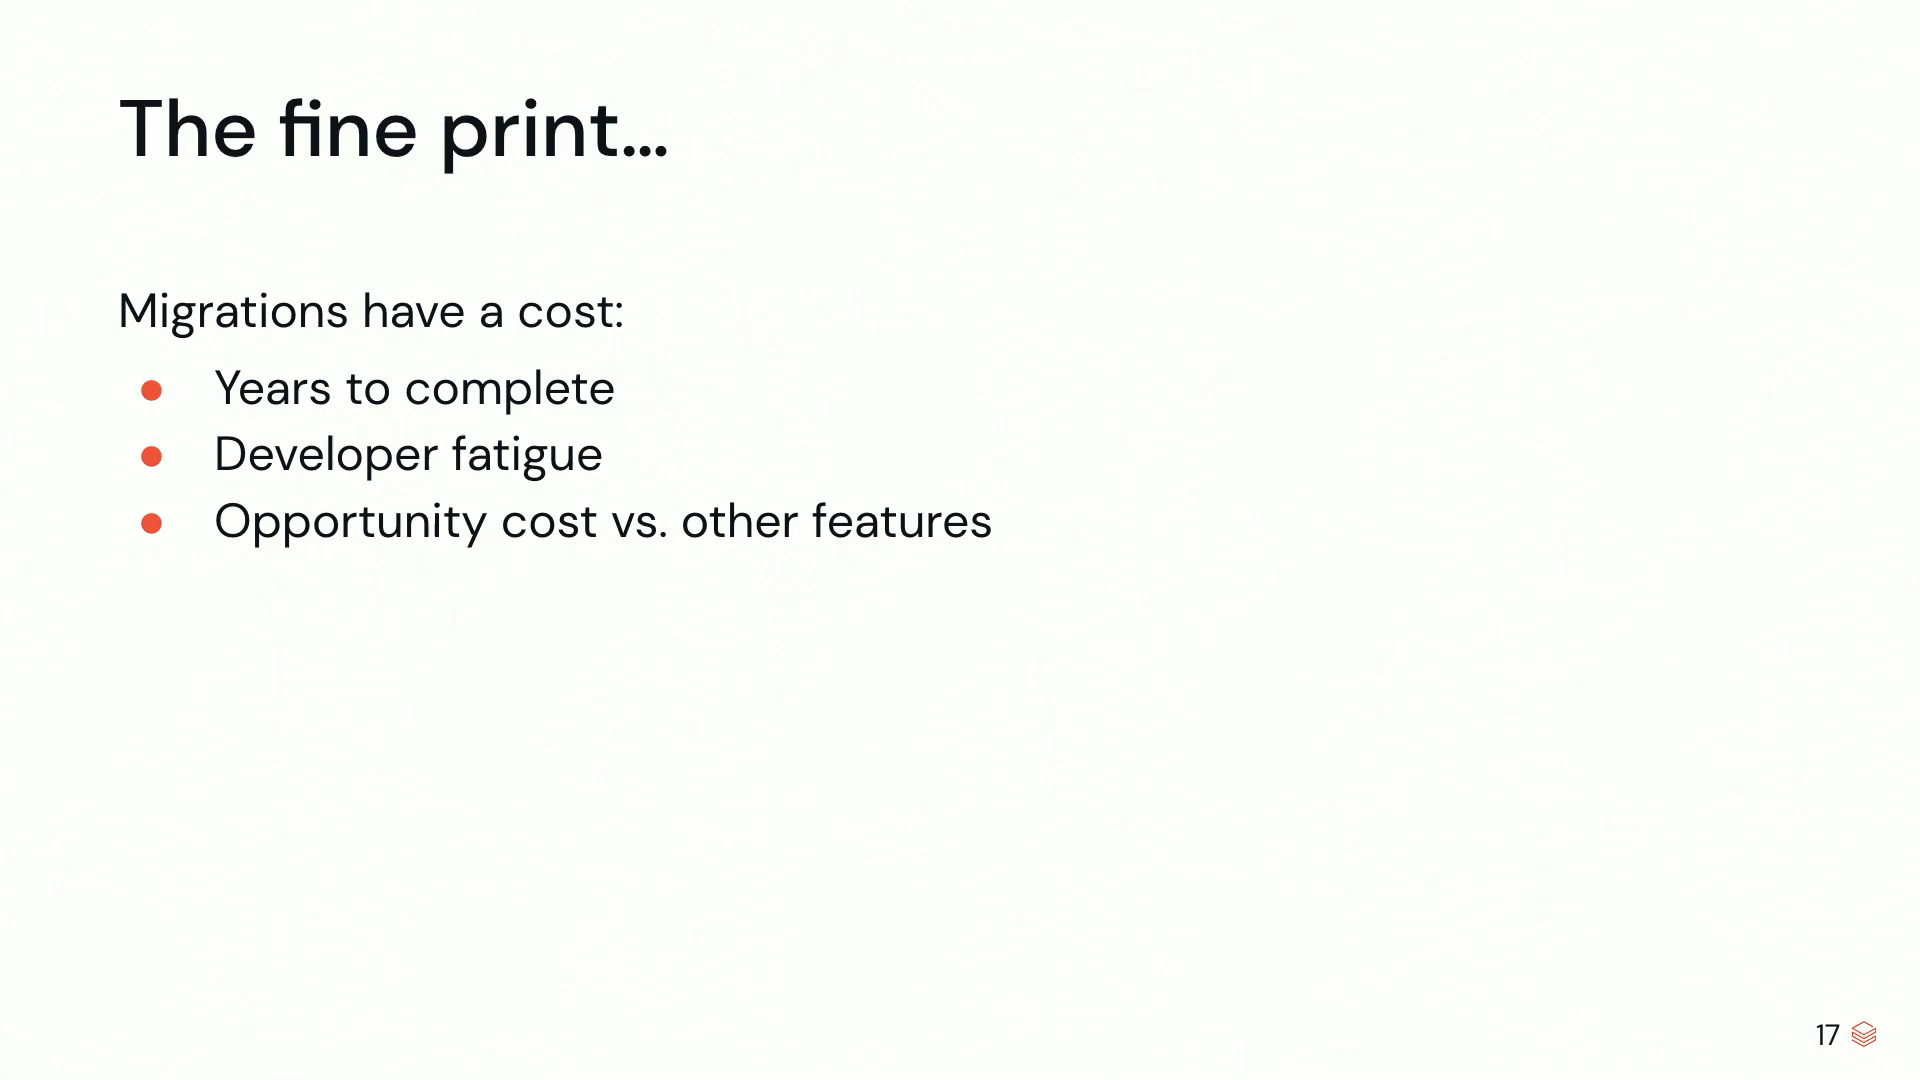 The fine print...
Migrations have a cost:
● Years to complete
● Developer fatigue
● Opportunity cost vs. other features
17